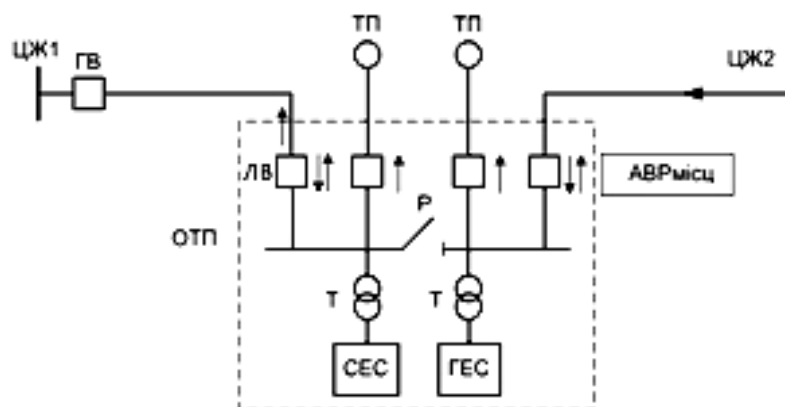 ТП ТП
ЦЖ1 ГВ
ЦЖ2
ЛВ
АВРмісц
Р
ОТП
Т Т
СЕС ГЕС